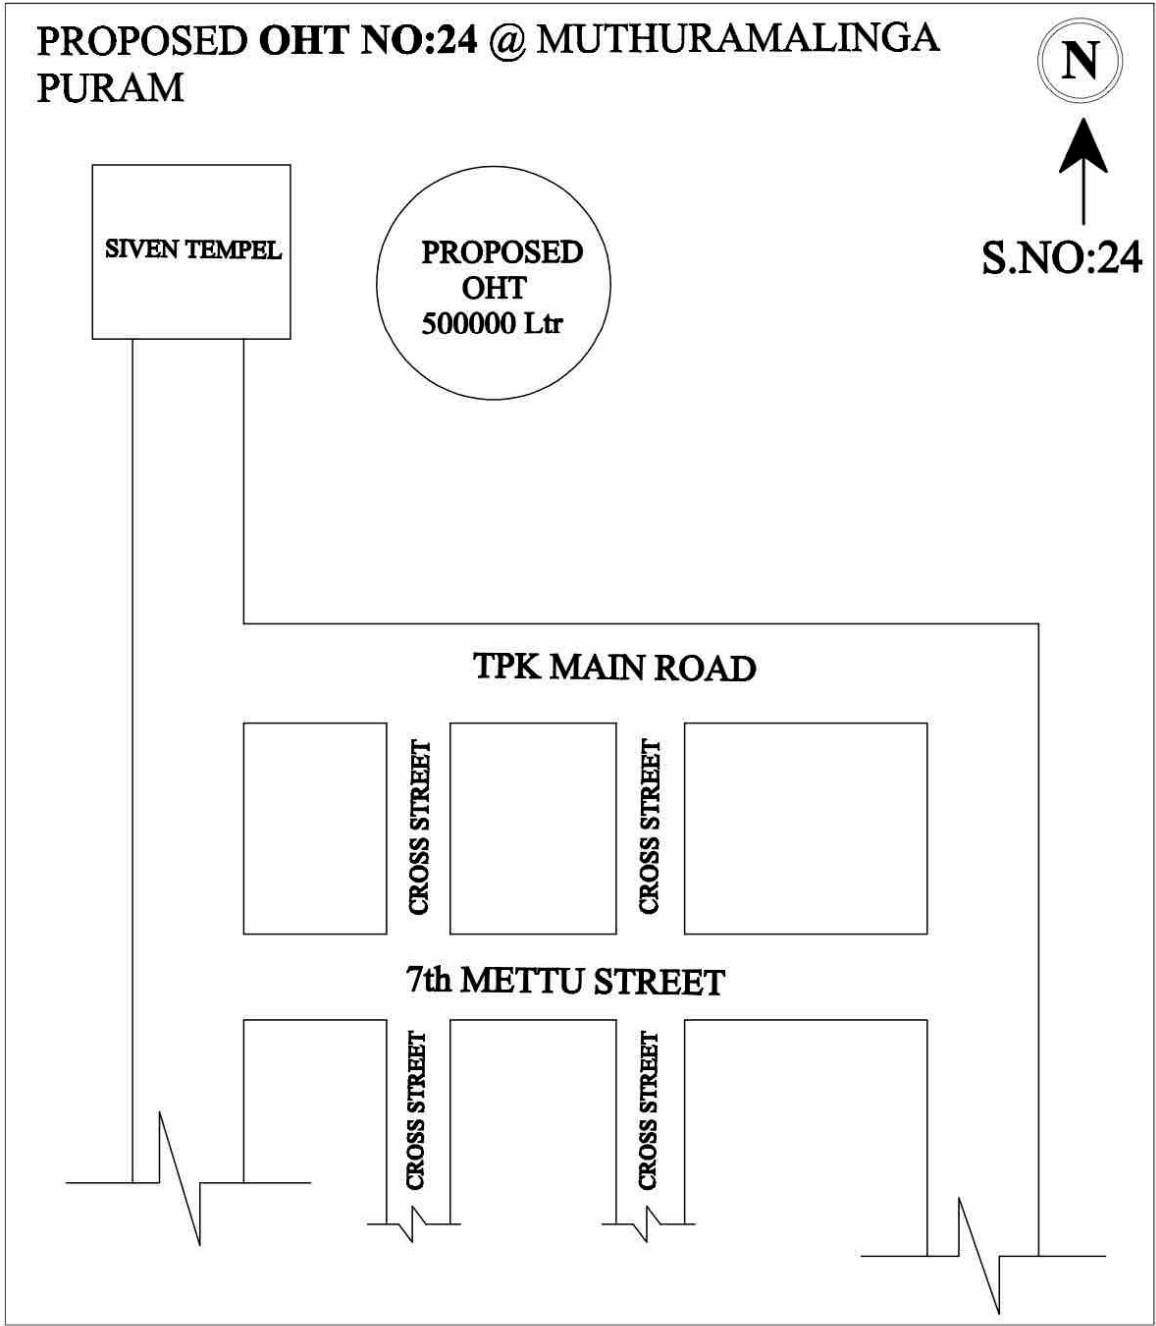 PROPOSED OHT NO:24 @ MUTHURAMALINGA
PURAM
N
S.NO:24
SIVEN TEMPEL
PROPOSED
OHT
500000 Ltr
TPK MAIN ROAD
CROSS STREET
CROSS STREET
7th METTU STREET
CROSS STREET
CROSS STREET